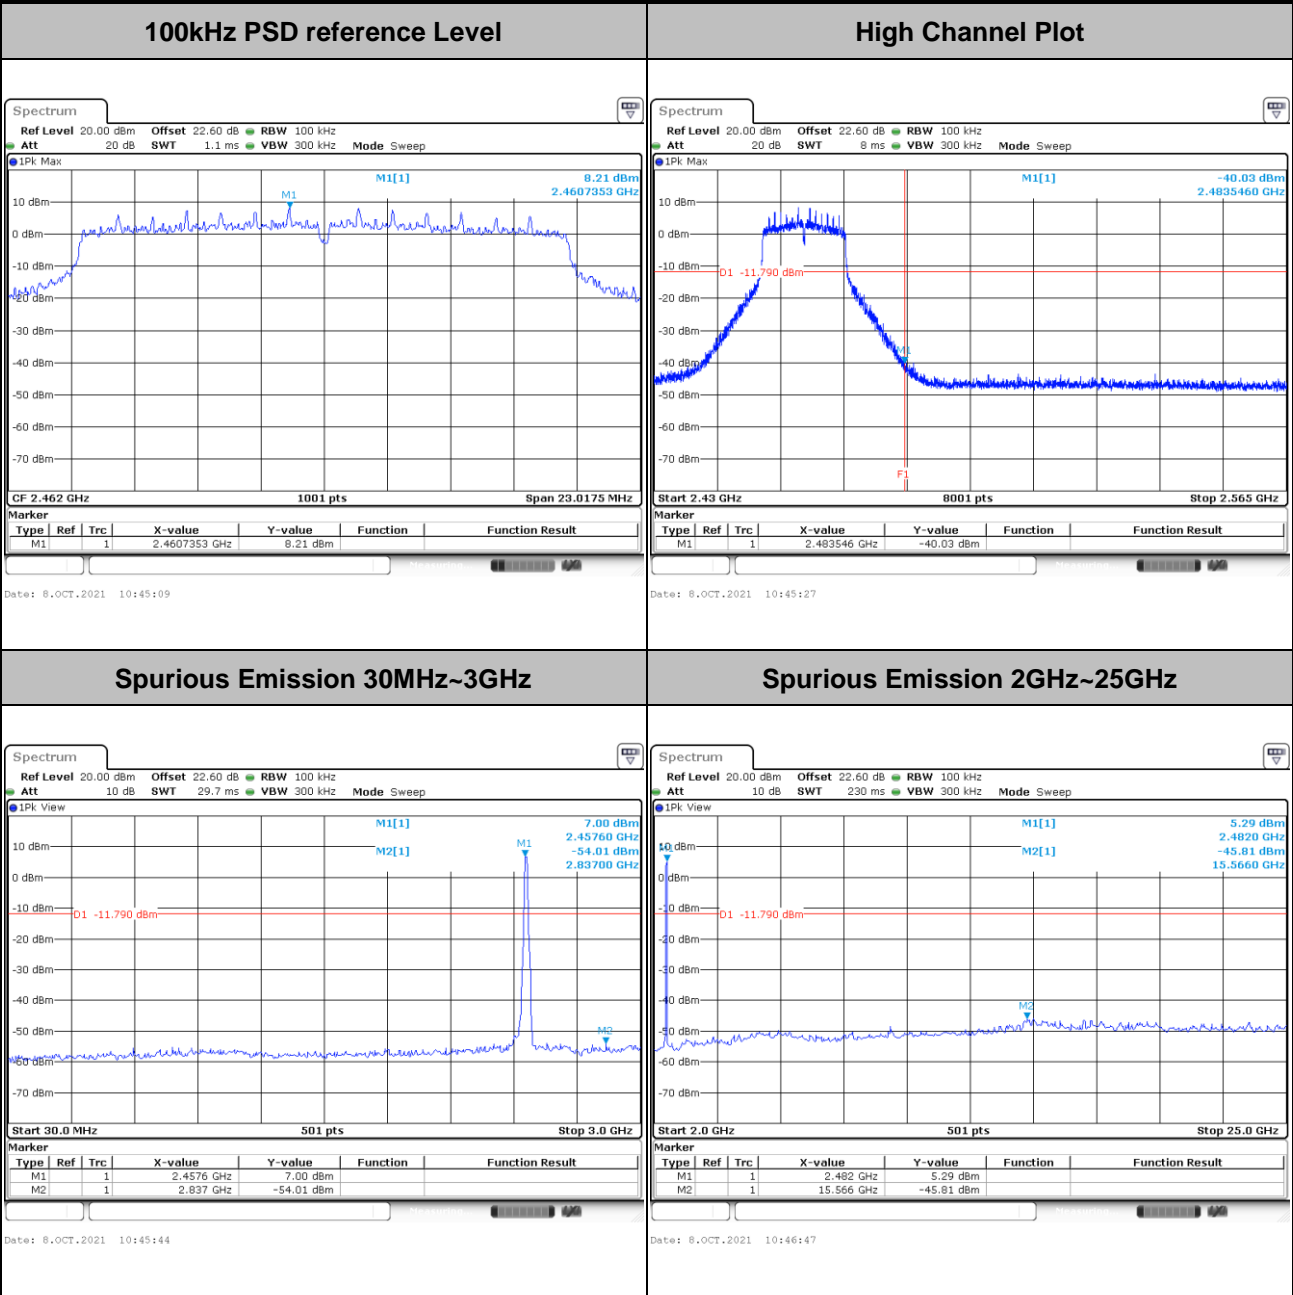 100kHz PSD reference Level
Spectrum
Ref Level 20.00 dBm Offset 22.60 dB RBW 100 kHz
Att 20 dB SWT 1.1 ms VBW 300 kHz Mode Sweep
1Pk Max
M1[1] 8.21 dBm
2.4607353 GHz
M1
10 dBm
0 dBm
-10 dBm
-20 dBm
-30 dBm
-40 dBm
-50 dBm
-60 dBm
-70 dBm
CF 2.462 GHz 1001 pts Span 23.0175 MHz
Marker
Type Ref Trc X-value Y-value Function Function Result
M1 1 2.4607353 GHz 8.21 dBm
Measuring...
Date: 8.OCT.2021 10:45:09
High Channel Plot
Spectrum
Ref Level 20.00 dBm Offset 22.60 dB RBW 100 kHz
Att 20 dB SWT 8 ms VBW 300 kHz Mode Sweep
1Pk Max
M1[1] -40.03 dBm
2.4835460 GHz
10 dBm
0 dBm
-10 dBm
D1 -11.790 dBm
-20 dBm
-30 dBm
M1
-40 dBm
-50 dBm
-60 dBm
-70 dBm
F1
Start 2.43 GHz 8001 pts Stop 2.565 GHz
Marker
Type Ref Trc X-value Y-value Function Function Result
M1 1 2.483546 GHz -40.03 dBm
Measuring...
Date: 8.OCT.2021 10:45:27
Spurious Emission 30MHz~3GHz
Spectrum
Ref Level 20.00 dBm Offset 22.60 dB RBW 100 kHz
Att 10 dB SWT 29.7 ms VBW 300 kHz Mode Sweep
1Pk View
M1[1] 7.00 dBm
2.45760 GHz
M2[1] -54.01 dBm
2.83700 GHz
M1
10 dBm
0 dBm
-10 dBm
D1 -11.790 dBm
-20 dBm
-30 dBm
-40 dBm
-50 dBm
M2
-60 dBm
-70 dBm
Start 30.0 MHz 501 pts Stop 3.0 GHz
Marker
Type Ref Trc X-value Y-value Function Function Result
M1 1 2.4576 GHz 7.00 dBm
M2 1 2.837 GHz -54.01 dBm
Measuring...
Date: 8.OCT.2021 10:45:44
Spurious Emission 2GHz~25GHz
Spectrum
Ref Level 20.00 dBm Offset 22.60 dB RBW 100 kHz
Att 10 dB SWT 230 ms VBW 300 kHz Mode Sweep
1Pk View
M1[1] 5.29 dBm
2.4820 GHz
M2[1] -45.81 dBm
15.5660 GHz
10 dBm
0 dBm
-10 dBm
D1 -11.790 dBm
-20 dBm
-30 dBm
-40 dBm
M2
-50 dBm
-60 dBm
-70 dBm
Start 2.0 GHz 501 pts Stop 25.0 GHz
Marker
Type Ref Trc X-value Y-value Function Function Result
M1 1 2.482 GHz 5.29 dBm
M2 1 15.566 GHz -45.81 dBm
Measuring...
Date: 8.OCT.2021 10:46:47